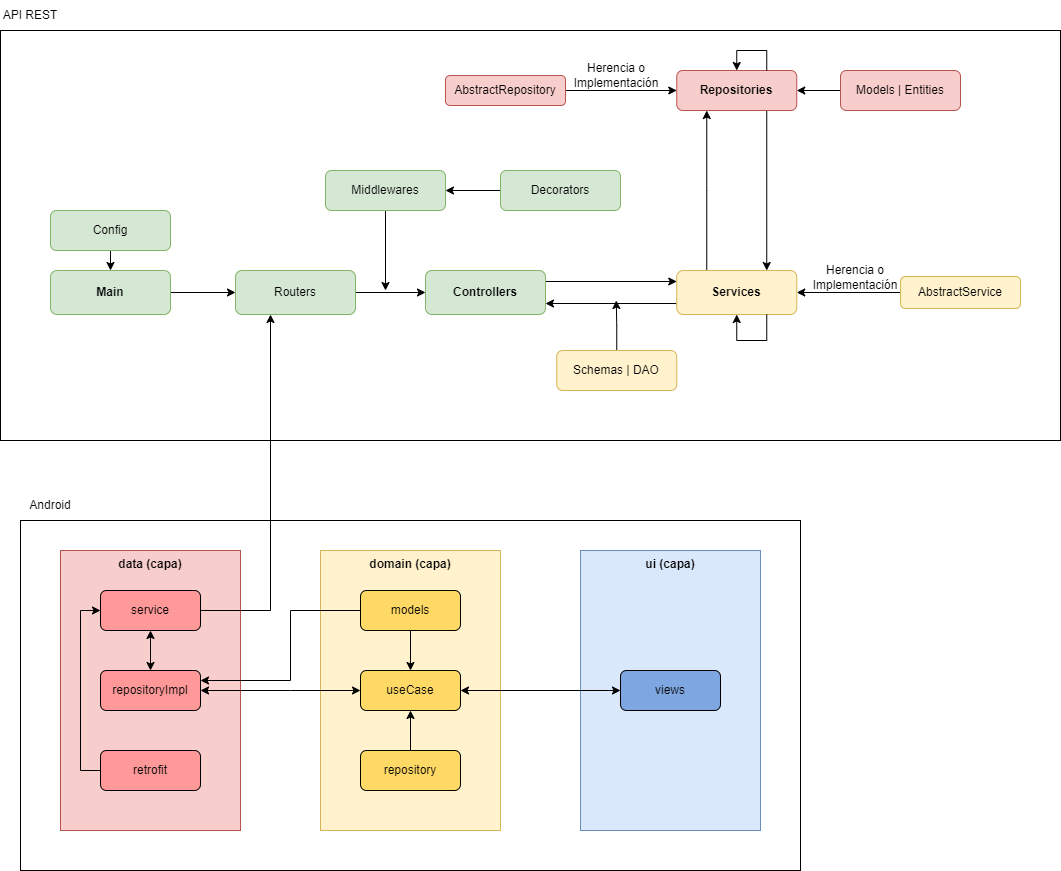 API REST
Herencia o
Implementación
AbstractRepository
Repositories
Models | Entities
Middlewares
Decorators
Config
Main
Routers
Controllers
Services
Herencia o
Implementación
AbstractService
Schemas | DAO
Android
data (capa)
domain (capa)
ui (capa)
service
models
repositoryImpl
useCase
views
retrofit
repository